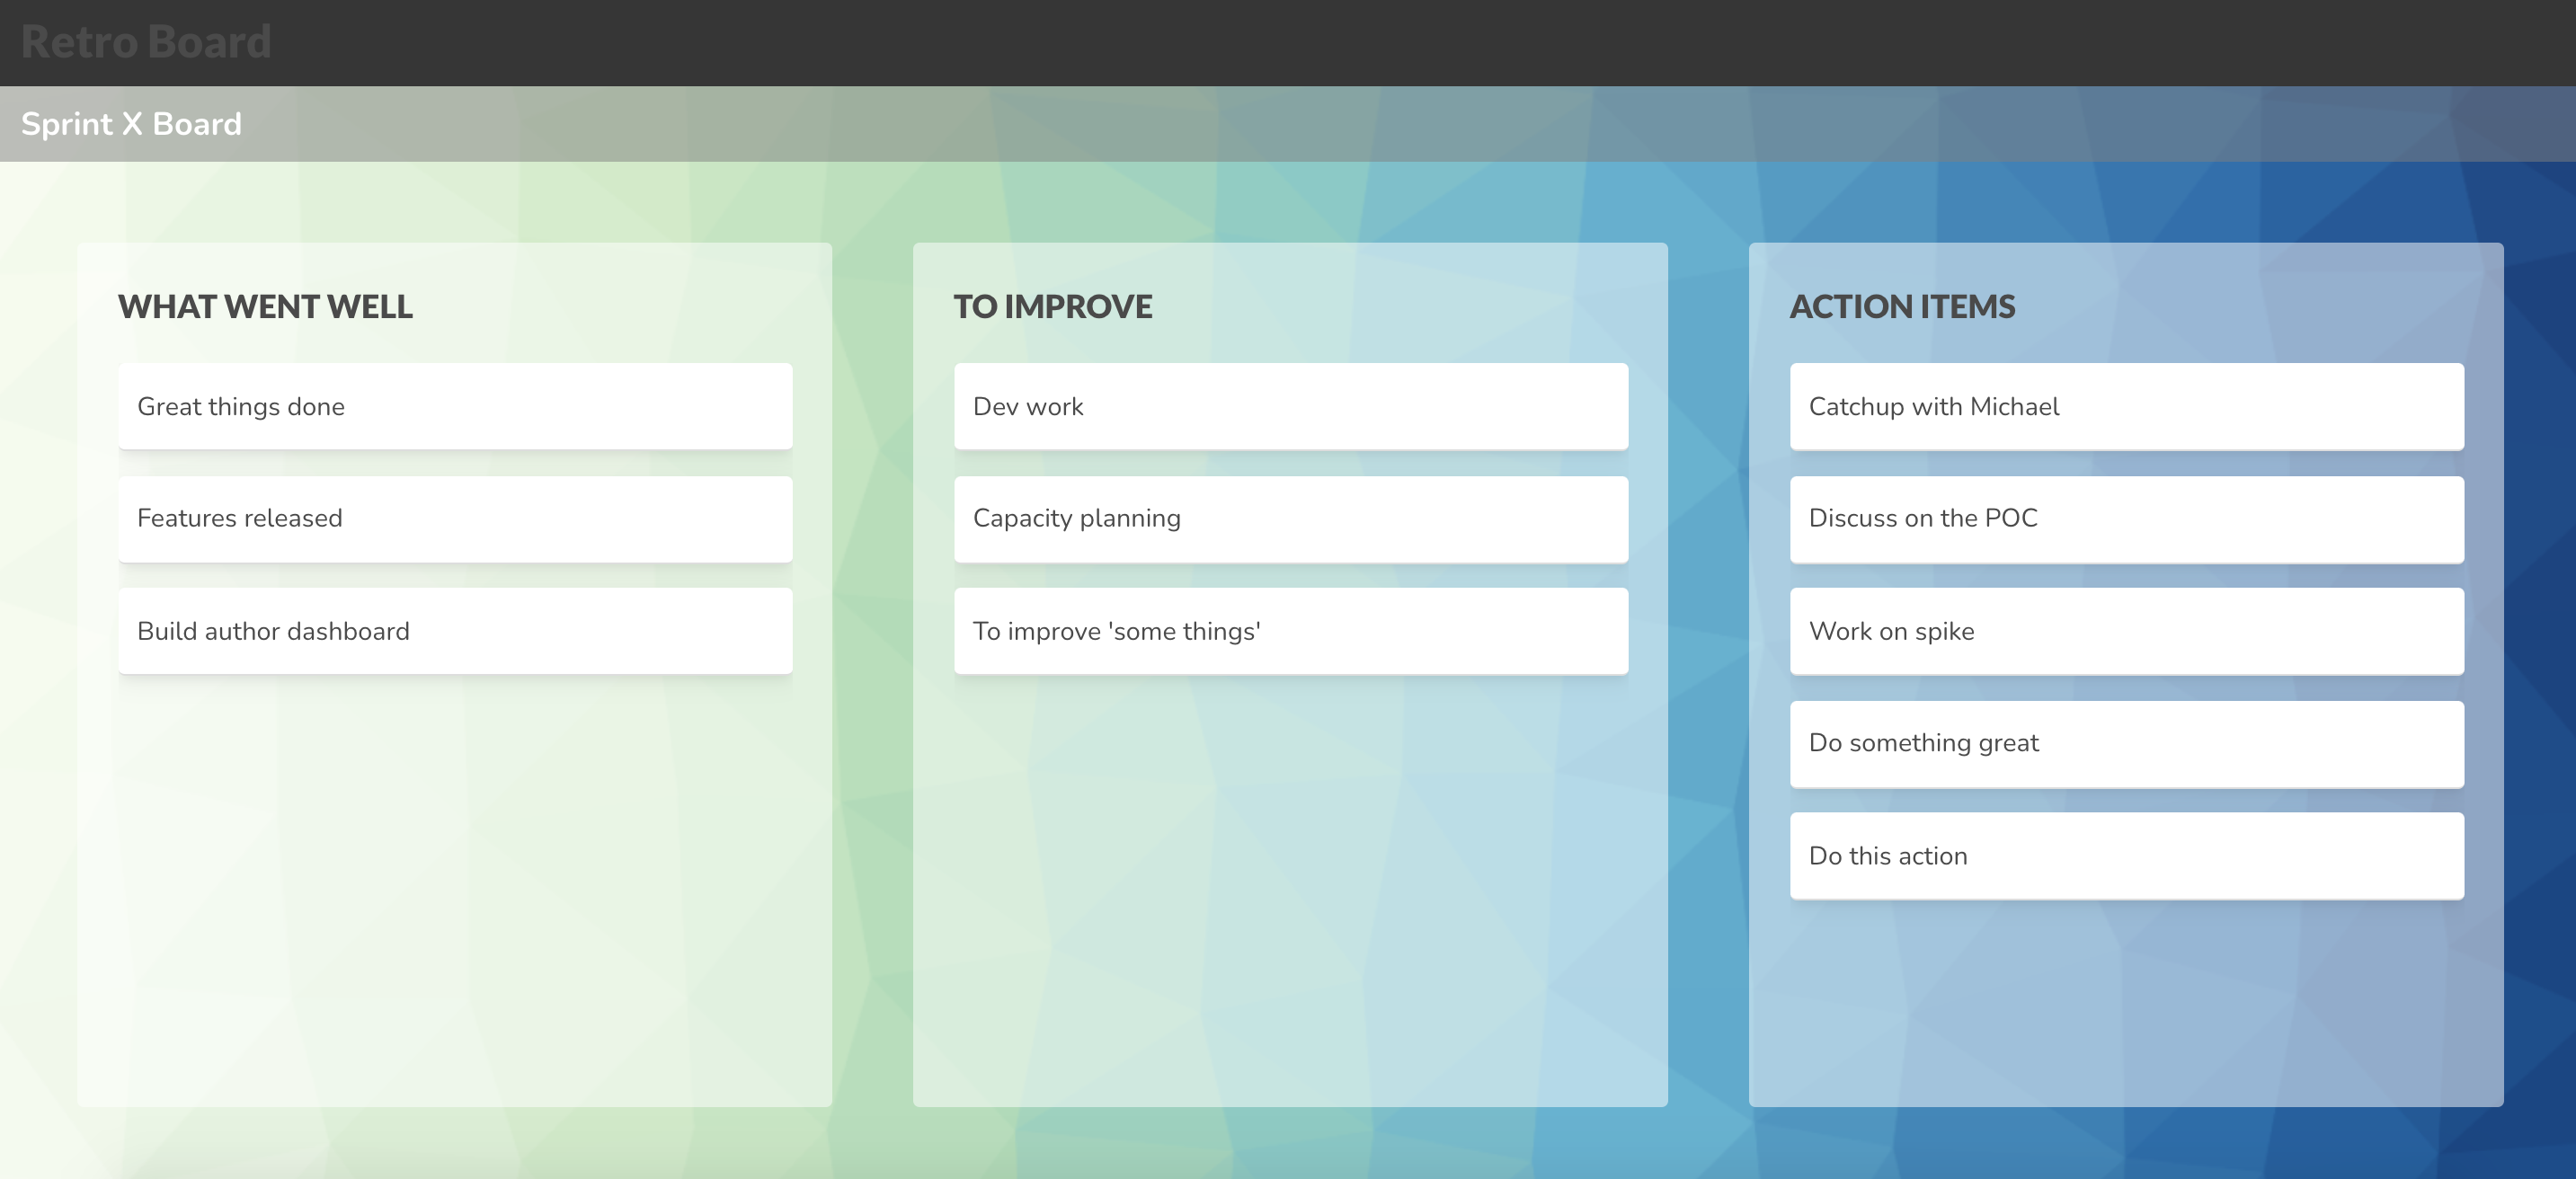 Retro Board
Sprint X Board
WHAT WENT WELL
Great things done
Features released
Build author dashboard
TO IMPROVE
Dev work
Capacity planning
To improve 'some things'
ACTION ITEMS
Catchup with Michael
Discuss on the POC
Work on spike
Do something great
Do this action